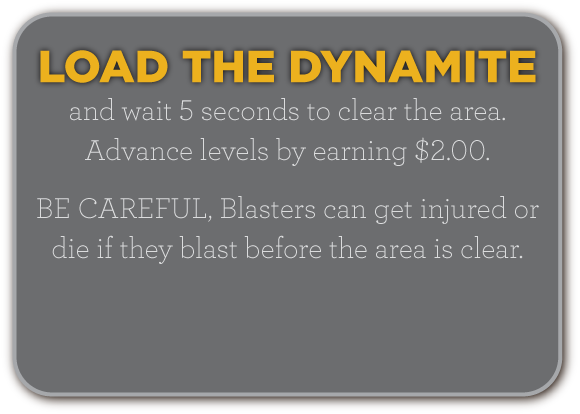 LOAD THE DYNAMITE
and wait 5 seconds to clear the area.
Advance levels by earning $2.00.
BE CAREFUL, Blasters can get injured or
die if they blast before the area is clear.